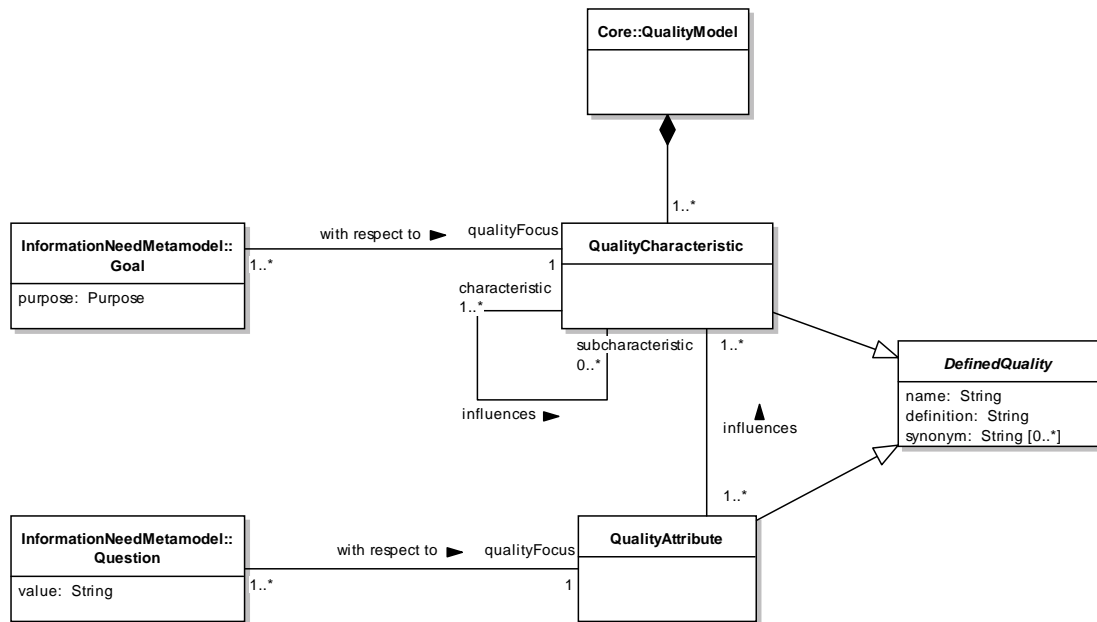 Core::QualityModel
1..*
InformationNeedMetamodel::
Goal
purpose: Purpose
with respect to
qualityFocus
1..*
1
QualityCharacteristic
characteristic
1..*
subcharacteristic
0..*
influences
1..*
influences
1..*
DefinedQuality
name: String
definition: String
synonym: String [0..*]
InformationNeedMetamodel::
Question
value: String
with respect to
qualityFocus
1..*
1
QualityAttribute